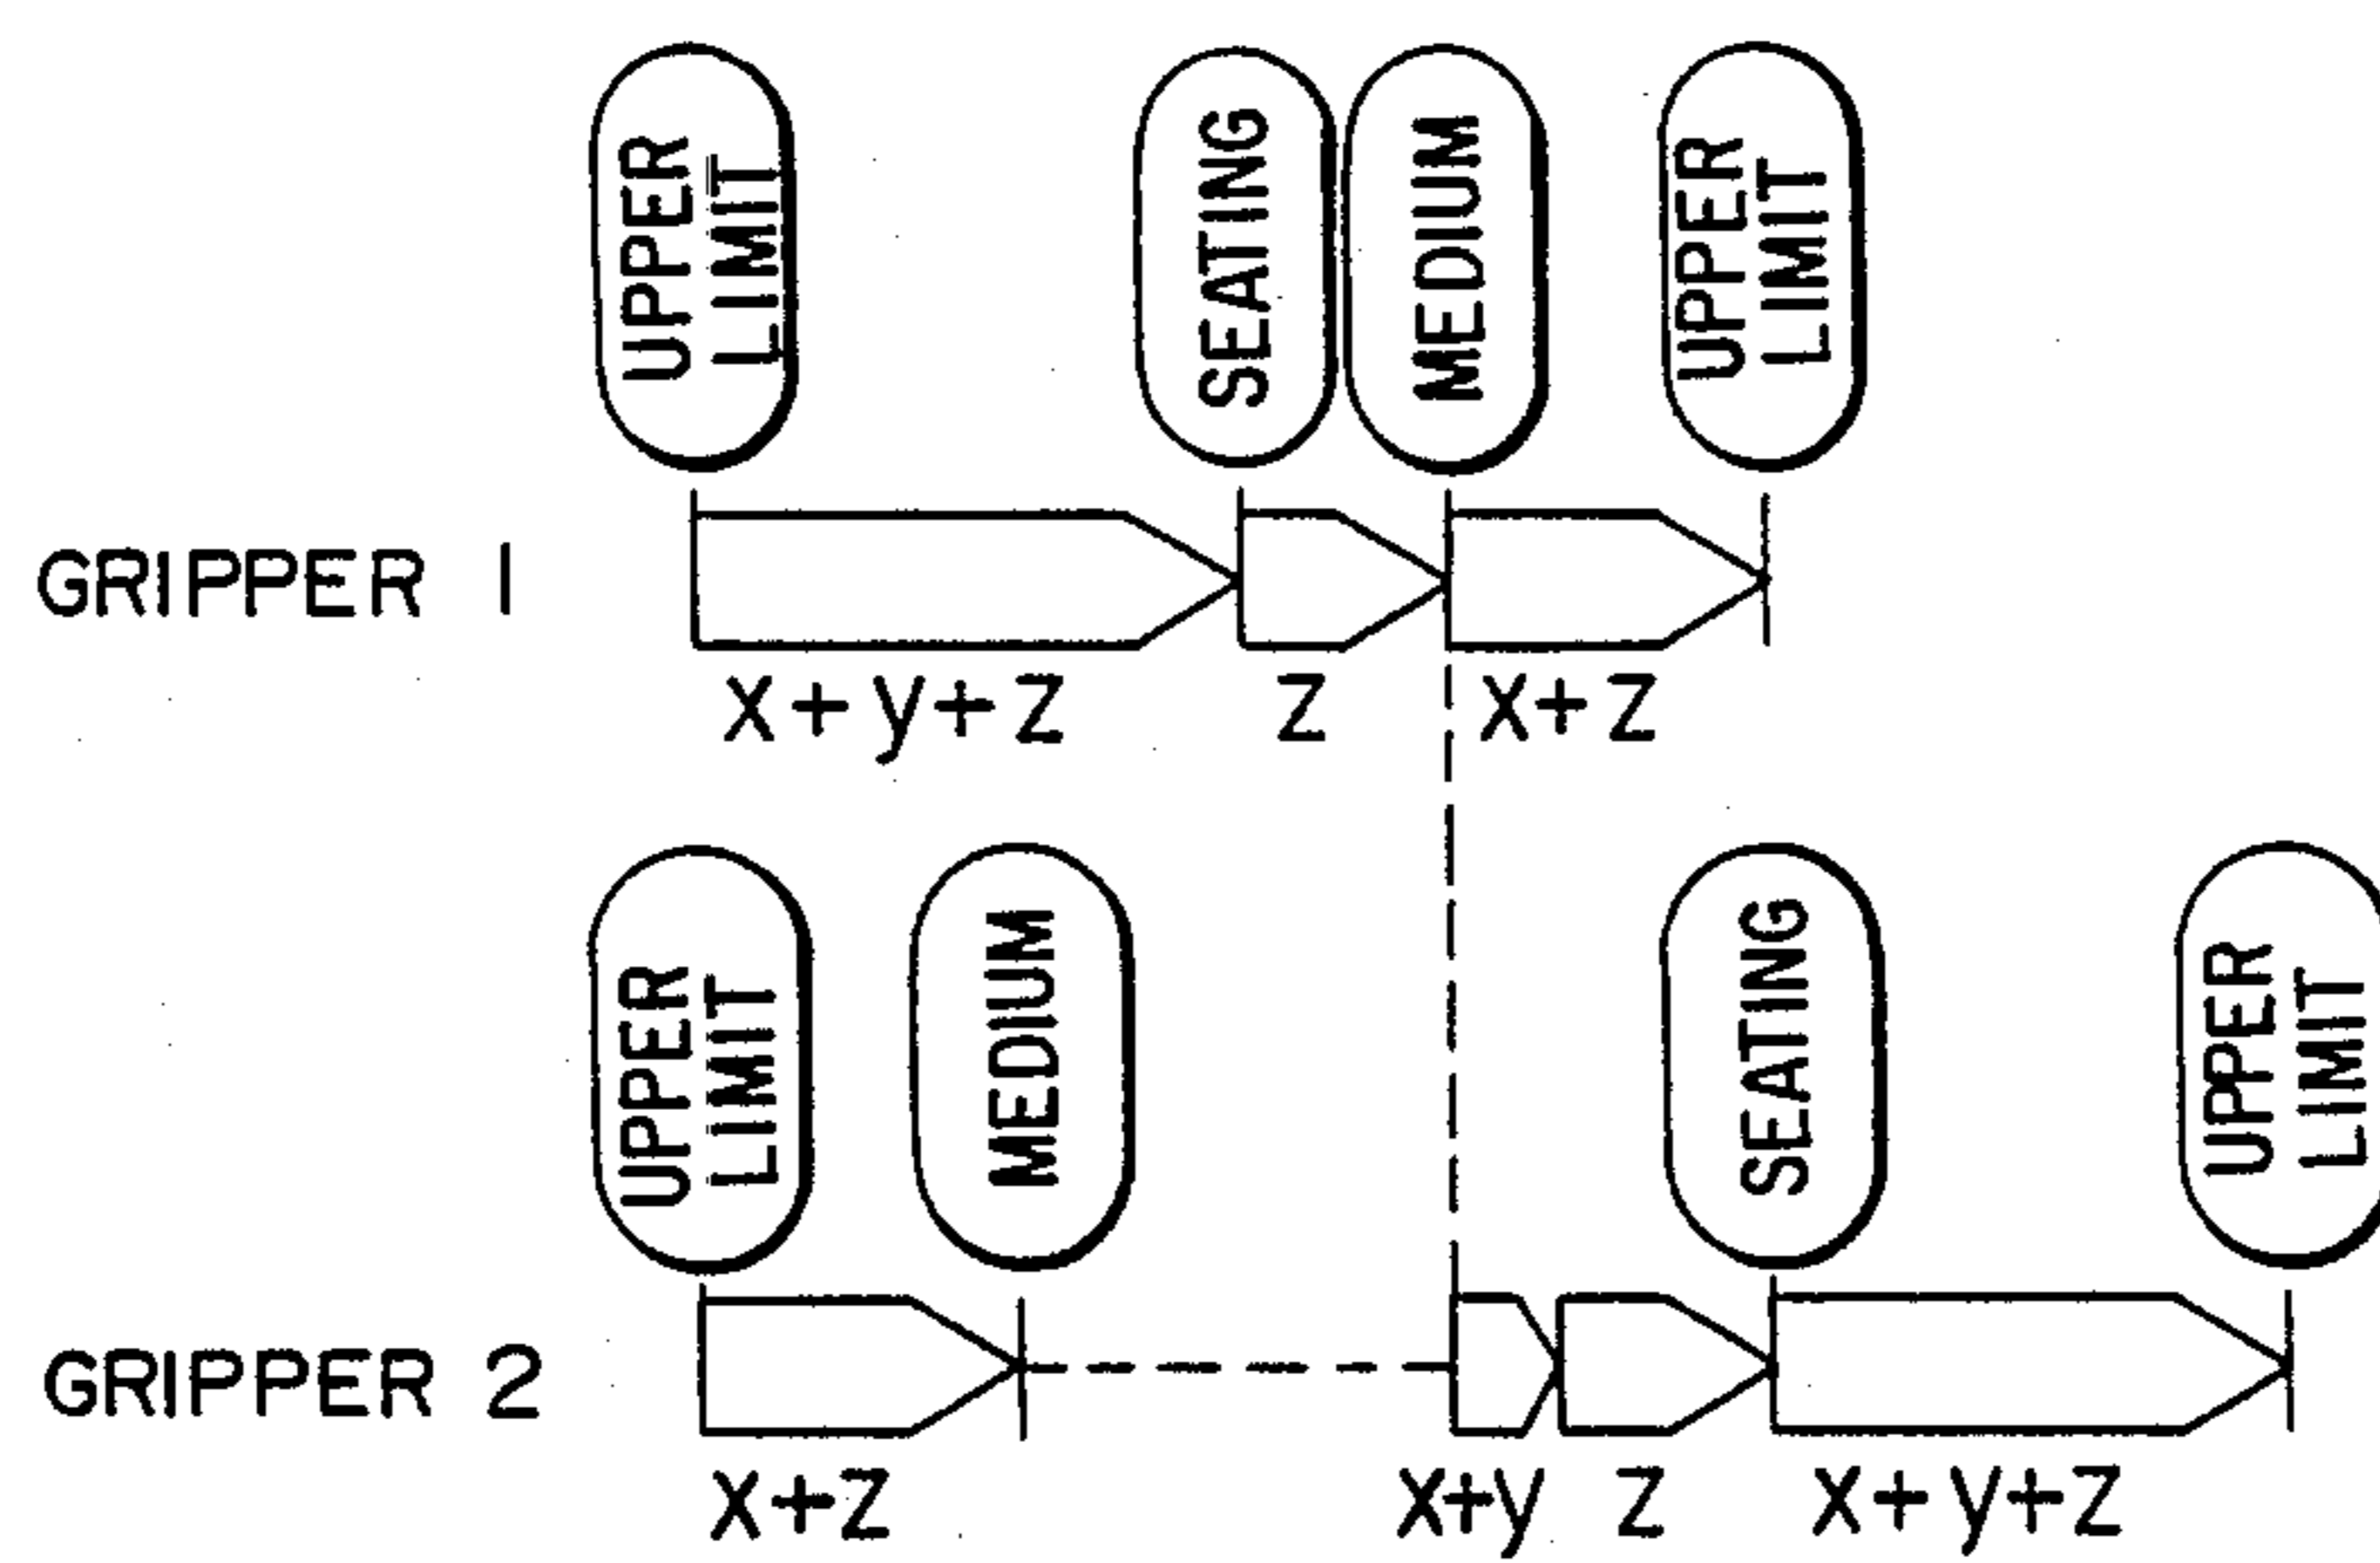 UPPER
LIMIT
SEATING
MEDIUM
UPPER
LIMIT
GRIPPER 1
x+y+z
z
x+z
UPPER
LIMIT
MEDIUM
SEATING
UPPER
LIMIT
GRIPPER 2
x+z
x+y
z
x+y+z